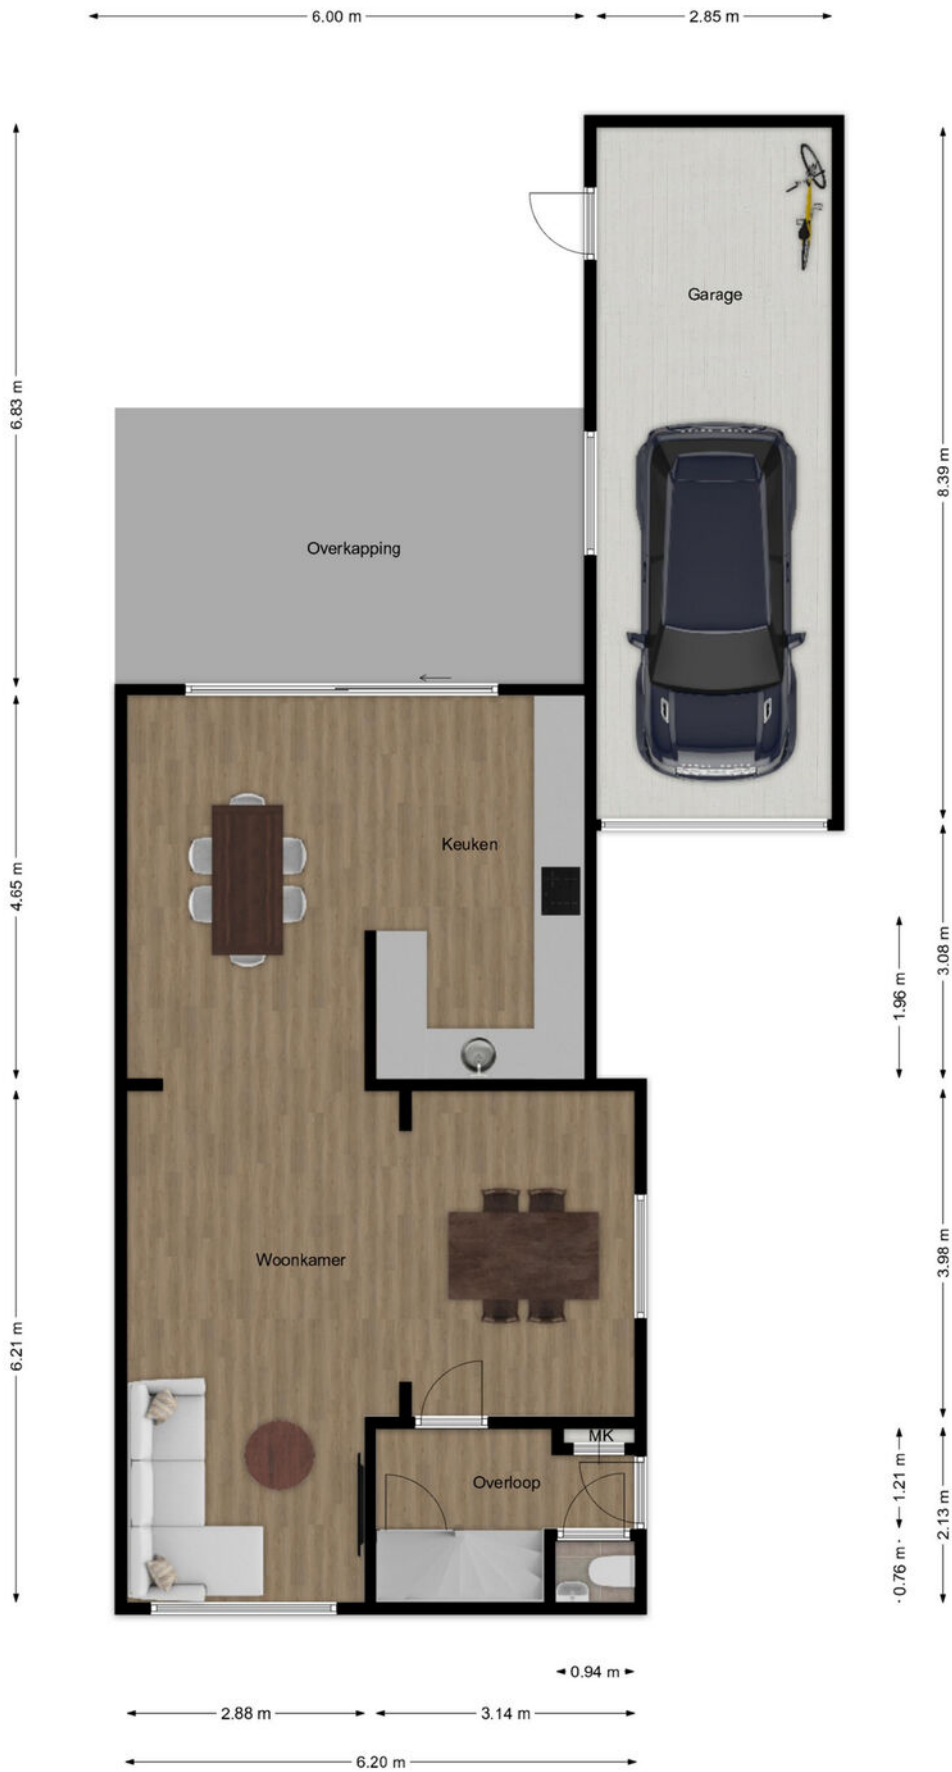 6.00 m
2.85 m
6.83 m
Garage
8.39 m
Overkapping
Keuken
4.65 m
3.08 m
1.96 m
Woonkamer
3.98 m
6.21 m
MK
Overloop
1.21 m
2.13 m
0.76 m
0.94 m
2.88 m
3.14 m
6.20 m